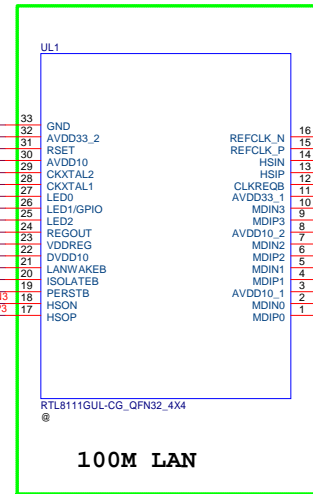 UL1
33 GND
32 AVDD33_2
31 RSET
30 AVDD10
29 CKXTAL2
28 CKXTAL1
27 LED0
26 LED1/GPIO
25 LED2
24 REGOUT
23 VDDREG
22 DVDD10
21 LANWAKEB
20 ISOLATEB
19 PERSTB
18 HSON
17 HSOP
REFCLK_N 16
REFCLK_P 15
HSIN 14
HSIP 13
CLKREQB 12
AVDD33_1 11
MDIN3 10
MDIP3 9
AVDD10_2 8
MDIN2 7
MDIP2 6
MDIN1 5
MDIP1 4
AVDD10_1 3
MDIN0 2
MDIP0 1
RTL8111GUL-CG_QFN32_4X4
@
100M LAN